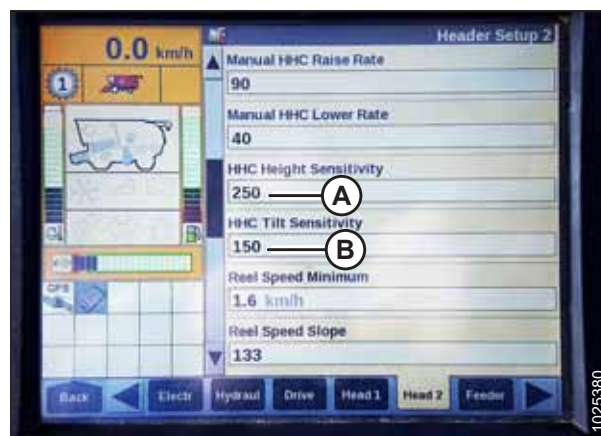 0.0 km/h
Header Setup 2
1
Manual HHC Raise Rate
90
Manual HHC Lower Rate
40
HHC Height Sensitivity
250
A
HHC Tilt Sensitivity
150
B
Reel Speed Minimum
1.6 km/h
GPS
Reel Speed Slope
133
Back
Electr
Hydraul
Drive
Head 1
Head 2
Feeder
1025380